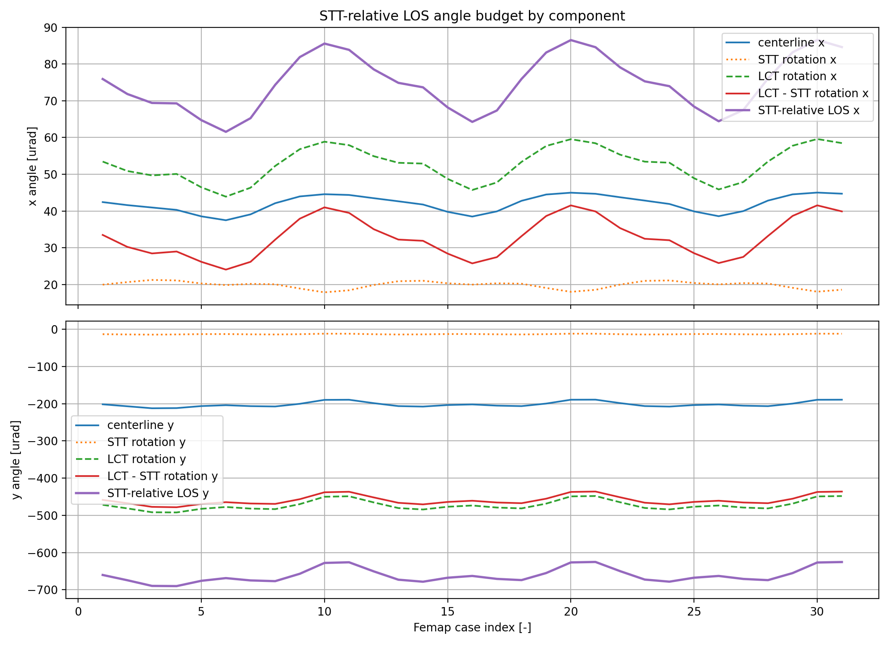 STT-relative LOS angle budget by component
x angle [urad]
90
80
70
60
50
40
30
20
centerline x
STT rotation x
LCT rotation x
LCT - STT rotation x
STT-relative LOS x
y angle [urad]
0
−100
−200
−300
−400
−500
−600
−700
centerline y
STT rotation y
LCT rotation y
LCT - STT rotation y
STT-relative LOS y
0 5 10 15 20 25 30
Femap case index [-]